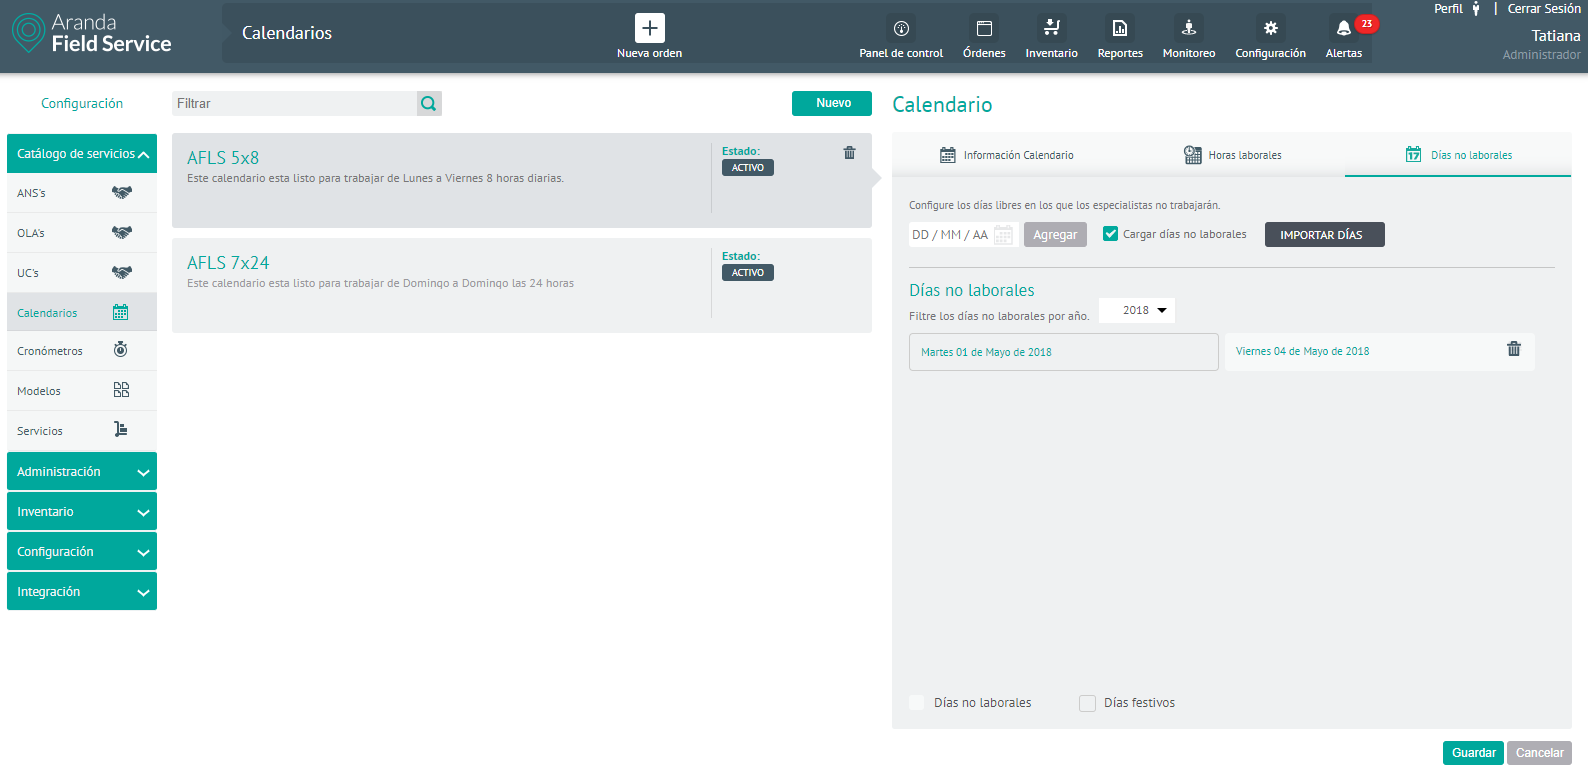 Aranda
Field Service
Calendarios
Nueva orden
Panel de control
Órdenes
Inventario
Reportes
Monitoreo
Configuración
Alertas
23
Perfil | Cerrar Sesión
Tatiana
Administrador
Configuración
Catálogo de servicios
ANS's
OLA's
UC's
Calendarios
Cronómetros
Modelos
Servicios
Administración
Inventario
Configuración
Integración
Filtrar
Nuevo
AFLS 5x8
Este calendario esta listo para trabajar de Lunes a Viernes 8 horas diarias.
Estado:
ACTIVO
AFLS 7x24
Este calendario esta listo para trabajar de Domingo a Domingo las 24 horas
Estado:
ACTIVO
Calendario
Información Calendario
Horas laborales
17 Días no laborales
Configure los días libres en los que los especialistas no trabajarán.
DD / MM / AA
Agregar
Cargar días no laborales
IMPORTAR DÍAS
Días no laborales
Filtre los días no laborales por año.
2018
Martes 01 de Mayo de 2018
Viernes 04 de Mayo de 2018
Días no laborales
Días festivos
Guardar
Cancelar